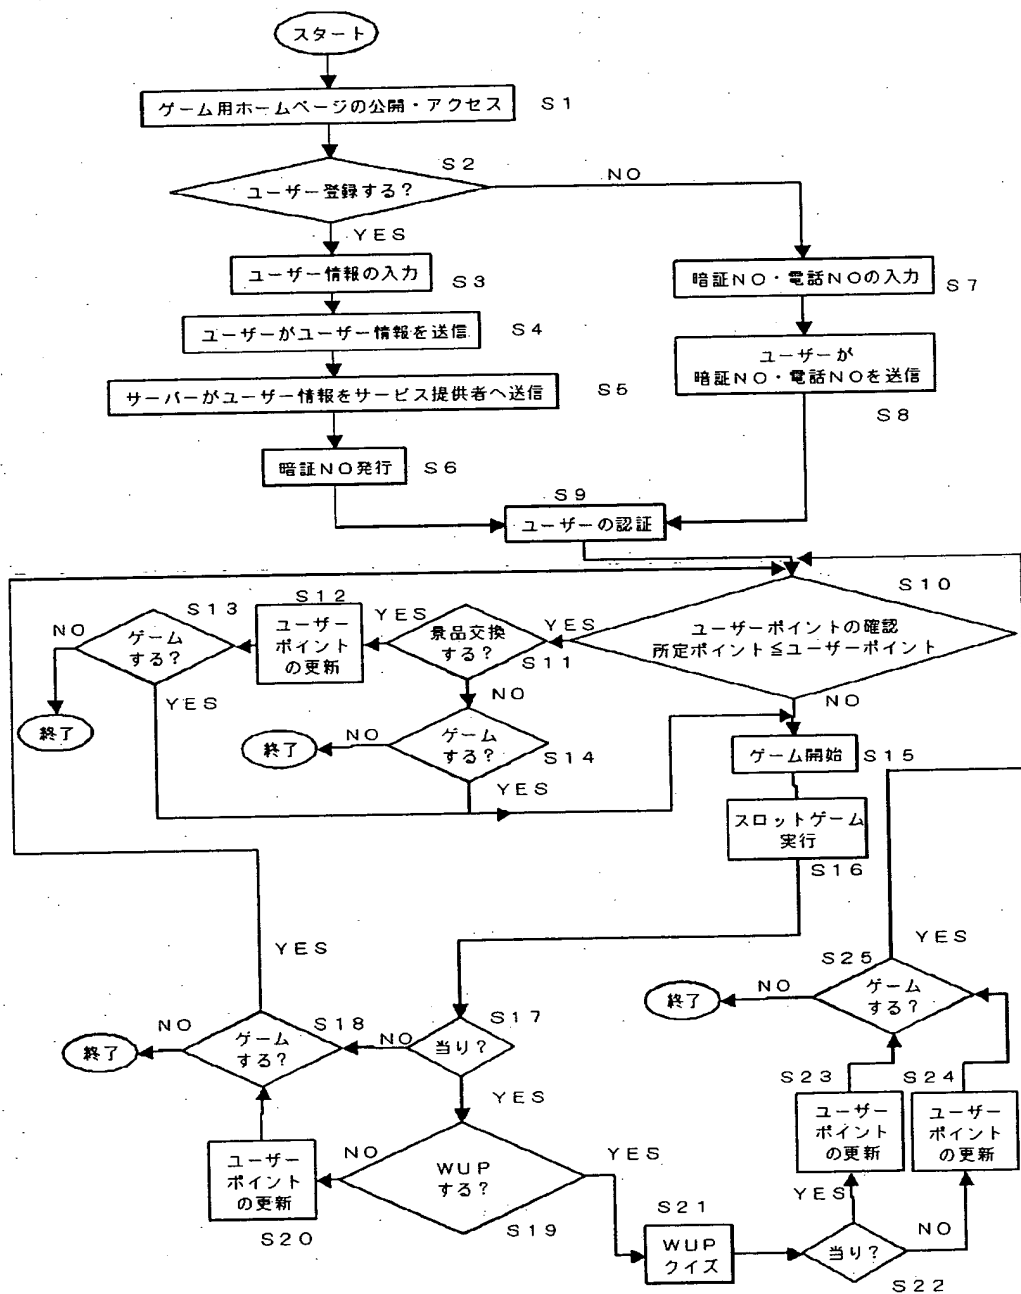 スタート
ゲーム用ホームページの公開・アクセス
S1
S2
ユーザー登録する?
NO
YES
ユーザー情報の入力
S3
暗証NO・電話NOの入力
S7
ユーザーがユーザー情報を送信
S4
ユーザーが
暗証NO・電話NOを送信
S8
サーバーがユーザー情報をサービス提供者へ送信
S5
暗証NO発行
S6
S9
ユーザーの認証
S10
ユーザーポイントの確認
所定ポイント≦ユーザーポイント
YES
NO
景品交換
する?
S11
YES
NO
S12
ユーザー
ポイント
の更新
S13
ゲーム
する?
NO
YES
終了
ゲーム
する?
S14
NO
YES
終了
ゲーム開始
S15
スロットゲーム
実行
S16
S17
当り?
NO
YES
S18
ゲーム
する?
YES
NO
終了
WUP
する?
S19
NO
YES
ユーザー
ポイント
の更新
S20
S21
WUP
クイズ
当り?
S22
YES
NO
S23
ユーザー
ポイント
の更新
S24
ユーザー
ポイント
の更新
S25
ゲーム
する?
YES
NO
終了